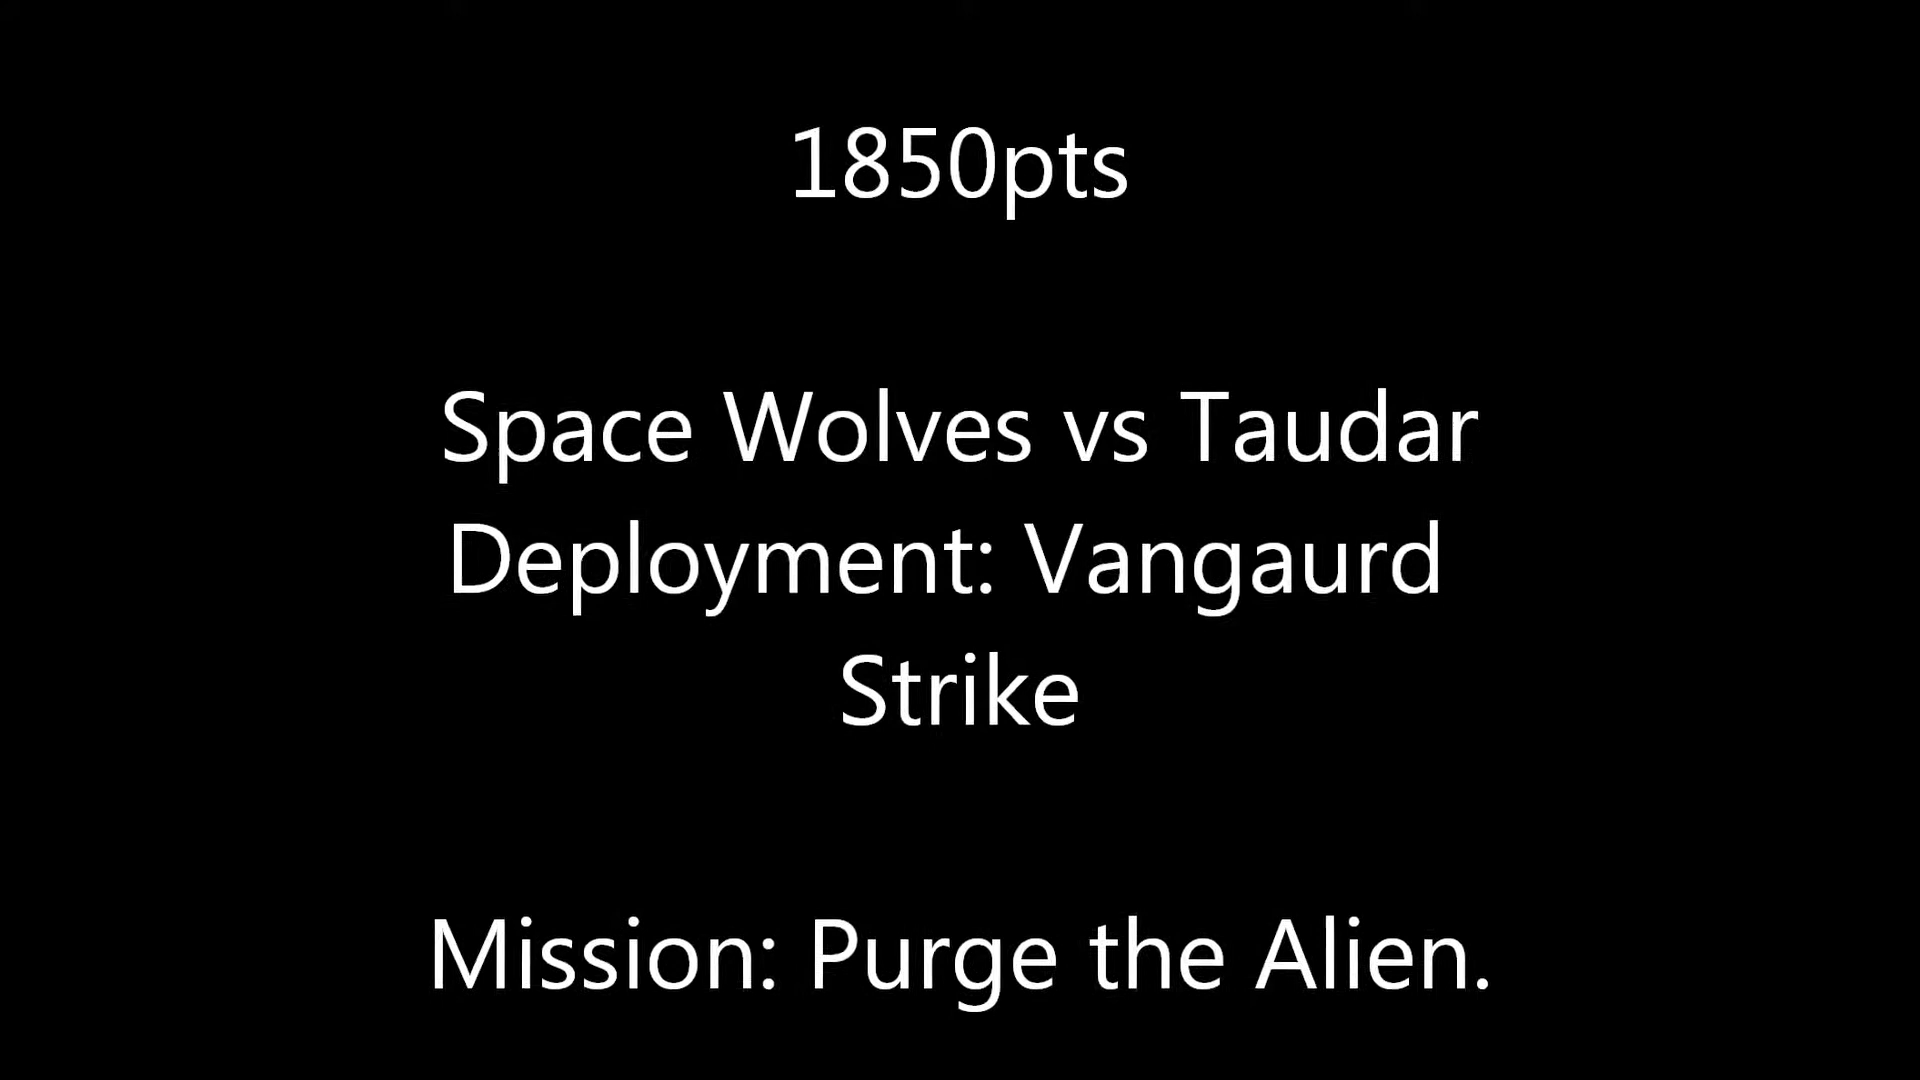 1850pts
Space Wolves vs Taudar
Deployment: Vangaurd
Strike
Mission: Purge the Alien.